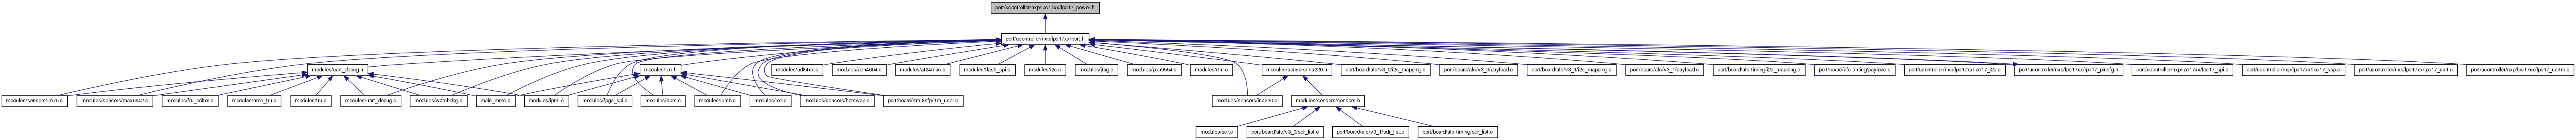 port/ucontroller/nxp/lpc17xx/lpc17_power.h
port/ucontroller/nxp/lpc17xx/port.h
modules/uart_debug.h
modules/led.h
modules/ad84xx.c
modules/adn4604.c
modules/at24mac.c
modules/flash_spi.c
modules/i2c.c
modules/jtag.c
modules/pca9554.c
modules/rtm.c
modules/sensors/ina220.h
port/board/afc/v3_0/i2c_mapping.c
port/board/afc/v3_0/payload.c
port/board/afc/v3_1/i2c_mapping.c
port/board/afc/v3_1/payload.c
port/board/afc-timing/i2c_mapping.c
port/board/afc-timing/payload.c
port/ucontroller/nxp/lpc17xx/lpc17_i2c.c
port/ucontroller/nxp/lpc17xx/lpc17_pincfg.h
port/ucontroller/nxp/lpc17xx/lpc17_spi.c
port/ucontroller/nxp/lpc17xx/lpc17_ssp.c
port/ucontroller/nxp/lpc17xx/lpc17_uart.c
port/ucontroller/nxp/lpc17xx/lpc17_uartrb.c
modules/sensors/lm75.c
modules/sensors/max6642.c
modules/fru_editor.c
modules/amc_fru.c
modules/fru.c
modules/uart_debug.c
modules/watchdog.c
main_mmc.c
modules/ipmi.c
modules/fpga_spi.c
modules/hpm.c
modules/ipmb.c
modules/led.c
modules/sensors/hotswap.c
port/board/rtm-8sfp/rtm_user.c
modules/sensors/ina220.c
modules/sensors/sensors.h
modules/sdr.c
port/board/afc/v3_0/sdr_list.c
port/board/afc/v3_1/sdr_list.c
port/board/afc-timing/sdr_list.c